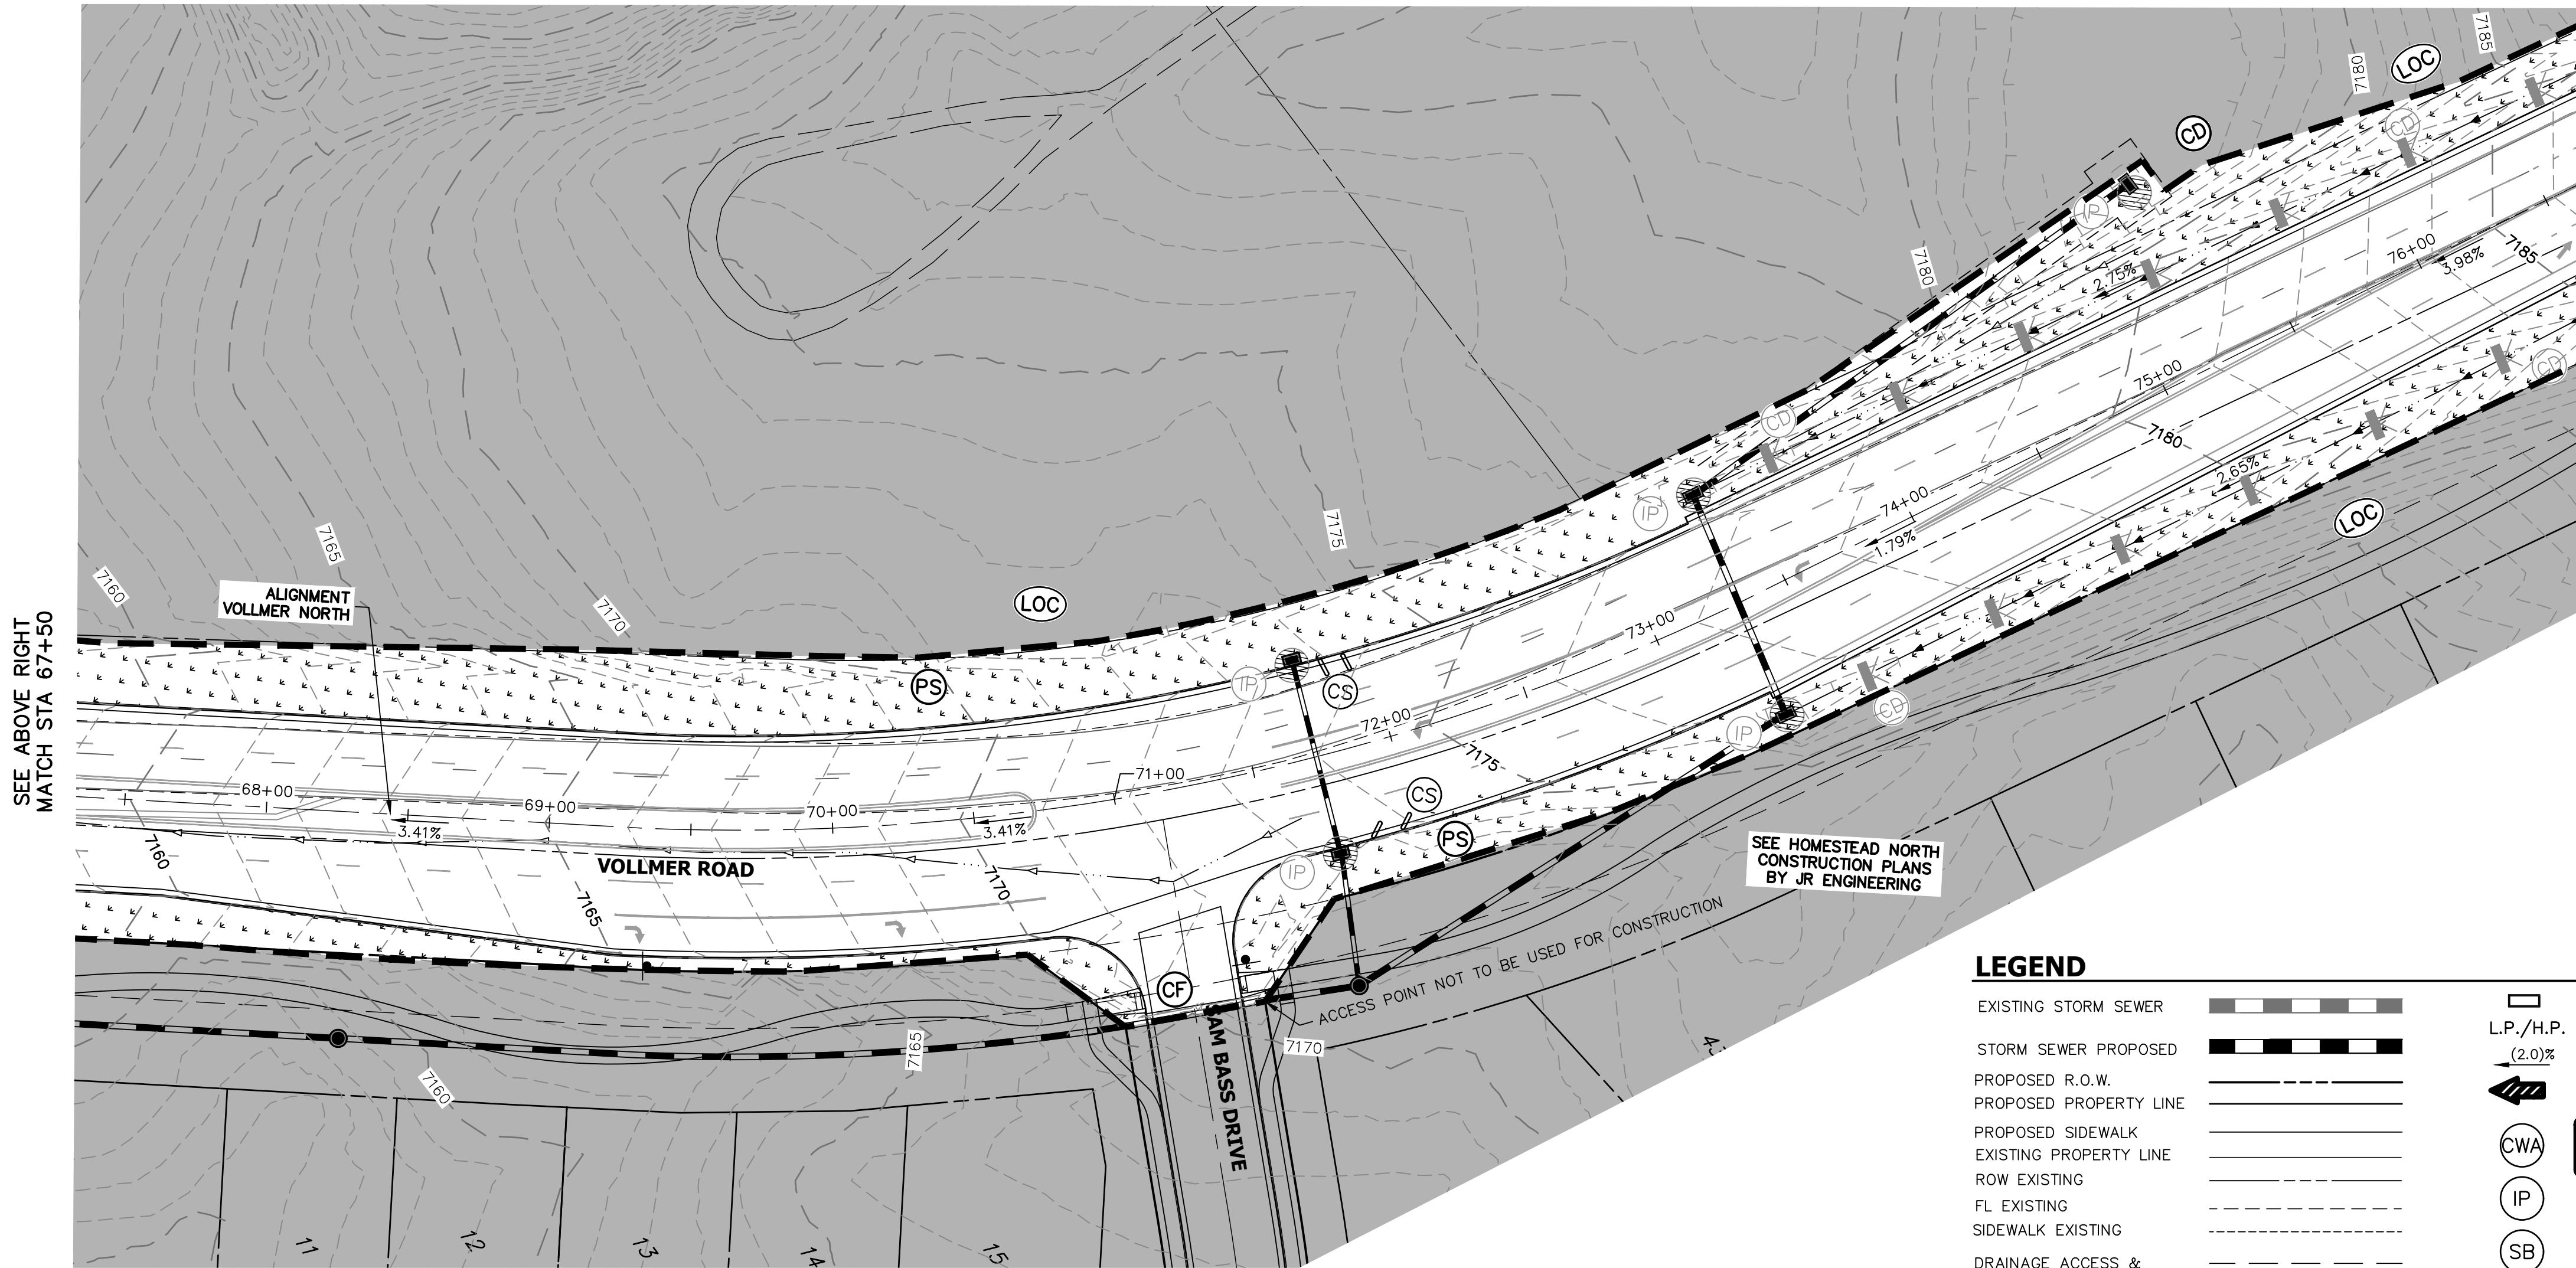 SEE ABOVE RIGHT
MATCH STA 67+50
7185
7180
LOC
CD
CD
IP
7180
76+00
7185
3.98%
2.75%
CD
75+00
CD
7180
2.65%
LOC
IP
74+00
1.79%
7175
7165
7160
7170
ALIGNMENT
VOLLMER NORTH
LOC
73+00
PS
IP
CS
72+00
IP
CD
7175
71+00
68+00
69+00
70+00
3.41%
3.41%
CS
PS
7160
VOLLMER ROAD
7165
7170
IP
SEE HOMESTEAD NORTH
CONSTRUCTION PLANS
BY JR ENGINEERING
ACCESS POINT NOT TO BE USED FOR CONSTRUCTION
CF
SAM BASS DRIVE
7165
7170
7160
11
12
13
14
15
LEGEND
EXISTING STORM SEWER
STORM SEWER PROPOSED
L.P./H.P.
(2.0)%
PROPOSED R.O.W.
PROPOSED PROPERTY LINE
PROPOSED SIDEWALK
EXISTING PROPERTY LINE
CWA
ROW EXISTING
IP
FL EXISTING
SIDEWALK EXISTING
SB
DRAINAGE ACCESS &